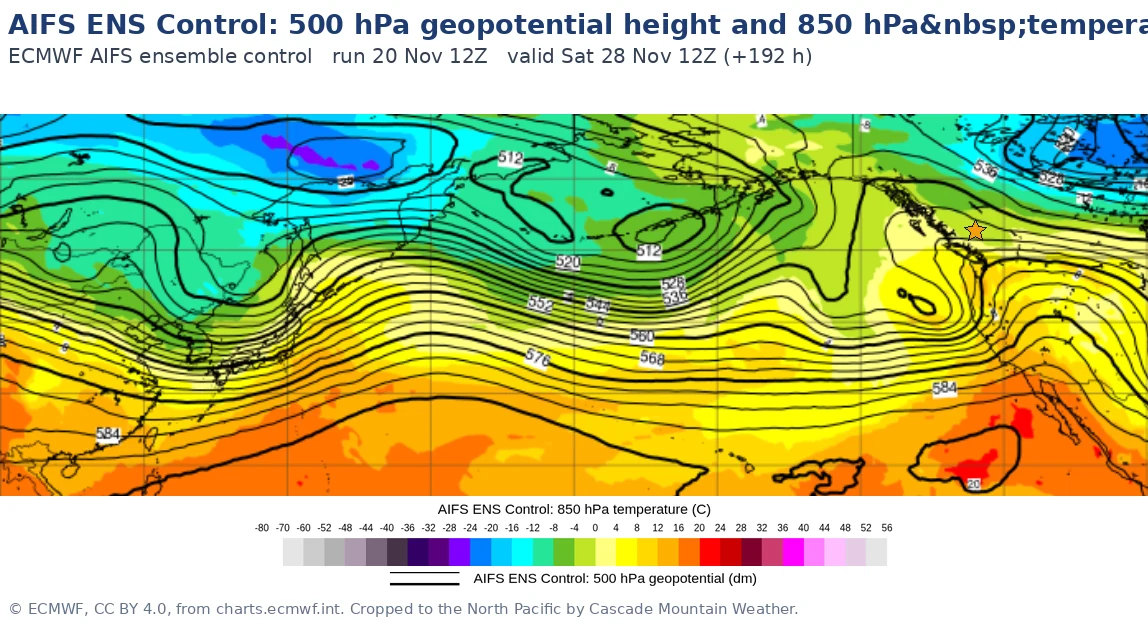 AIFS ENS Control: 500 hPa geopotential height and 850 hPa&nbsp;tempera
ECMWF AIFS ensemble control run 20 Nov 12Z valid Sat 28 Nov 12Z (+192 h)
512
536
528
512
520
528
536
552
544
560
568
576
584
584
20
AIFS ENS Control: 850 hPa temperature (C)
-80 -70 -60 -52 -48 -44 -40 -36 -32 -28 -24 -20 -16 -12 -8 -4 0 4 8 12 16 20 24 28 32 36 40 44 48 52 56
AIFS ENS Control: 500 hPa geopotential (dm)
© ECMWF, CC BY 4.0, from charts.ecmwf.int. Cropped to the North Pacific by Cascade Mountain Weather.